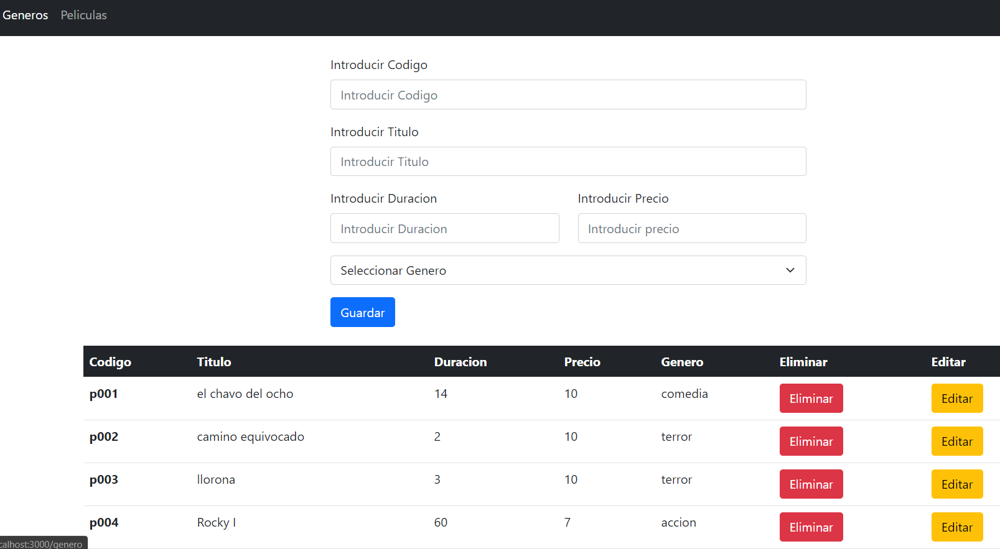 Generos Peliculas
Introducir Codigo
Introducir Codigo
Introducir Titulo
Introducir Titulo
Introducir Duracion Introducir Precio
Introducir Duracion Introducir precio
Seleccionar Genero
Guardar
Codigo Titulo Duracion Precio Genero Eliminar Editar
p001 el chavo del ocho 14 10 comedia Eliminar Editar
p002 camino equivocado 2 10 terror Eliminar Editar
p003 llorona 3 10 terror Eliminar Editar
p004 Rocky I 60 7 accion Eliminar Editar
calhost:3000/genero